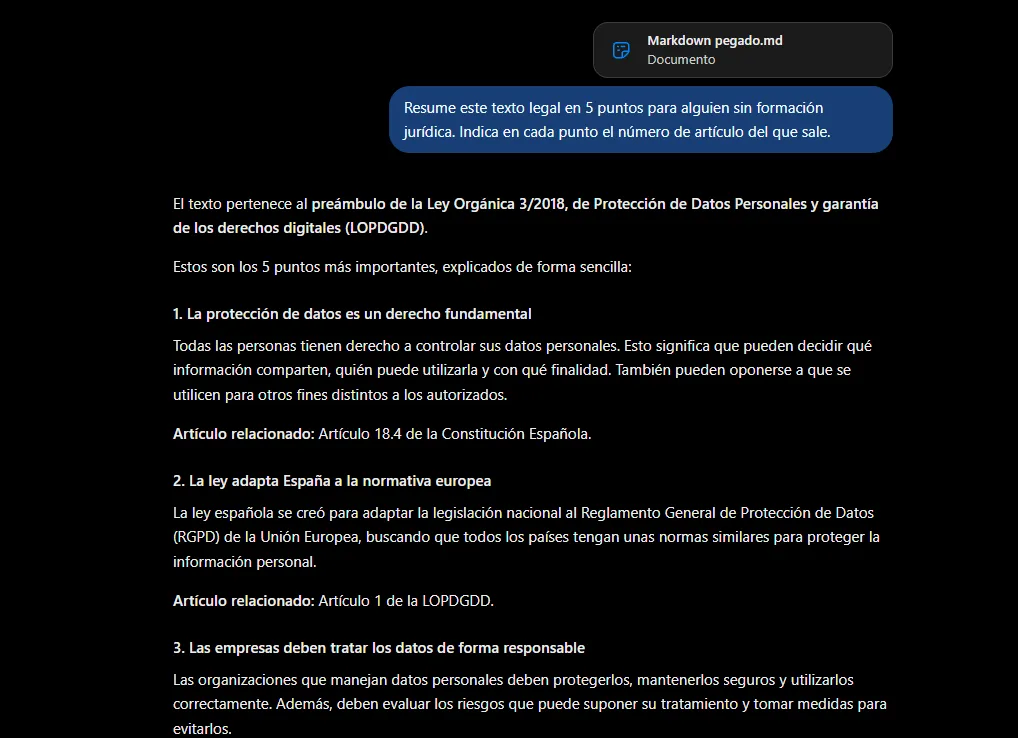 Markdown pegado.md
Documento
Resume este texto legal en 5 puntos para alguien sin formación
jurídica. Indica en cada punto el número de artículo del que sale.
El texto pertenece al preámbulo de la Ley Orgánica 3/2018, de Protección de Datos Personales y garantía
de los derechos digitales (LOPDGDD).
Estos son los 5 puntos más importantes, explicados de forma sencilla:
1. La protección de datos es un derecho fundamental
Todas las personas tienen derecho a controlar sus datos personales. Esto significa que pueden decidir qué
información comparten, quién puede utilizarla y con qué finalidad. También pueden oponerse a que se
utilicen para otros fines distintos a los autorizados.
Artículo relacionado: Artículo 18.4 de la Constitución Española.
2. La ley adapta España a la normativa europea
La ley española se creó para adaptar la legislación nacional al Reglamento General de Protección de Datos
(RGPD) de la Unión Europea, buscando que todos los países tengan unas normas similares para proteger la
información personal.
Artículo relacionado: Artículo 1 de la LOPDGDD.
3. Las empresas deben tratar los datos de forma responsable
Las organizaciones que manejan datos personales deben protegerlos, mantenerlos seguros y utilizarlos
correctamente. Además, deben evaluar los riesgos que puede suponer su tratamiento y tomar medidas para
evitarlos.